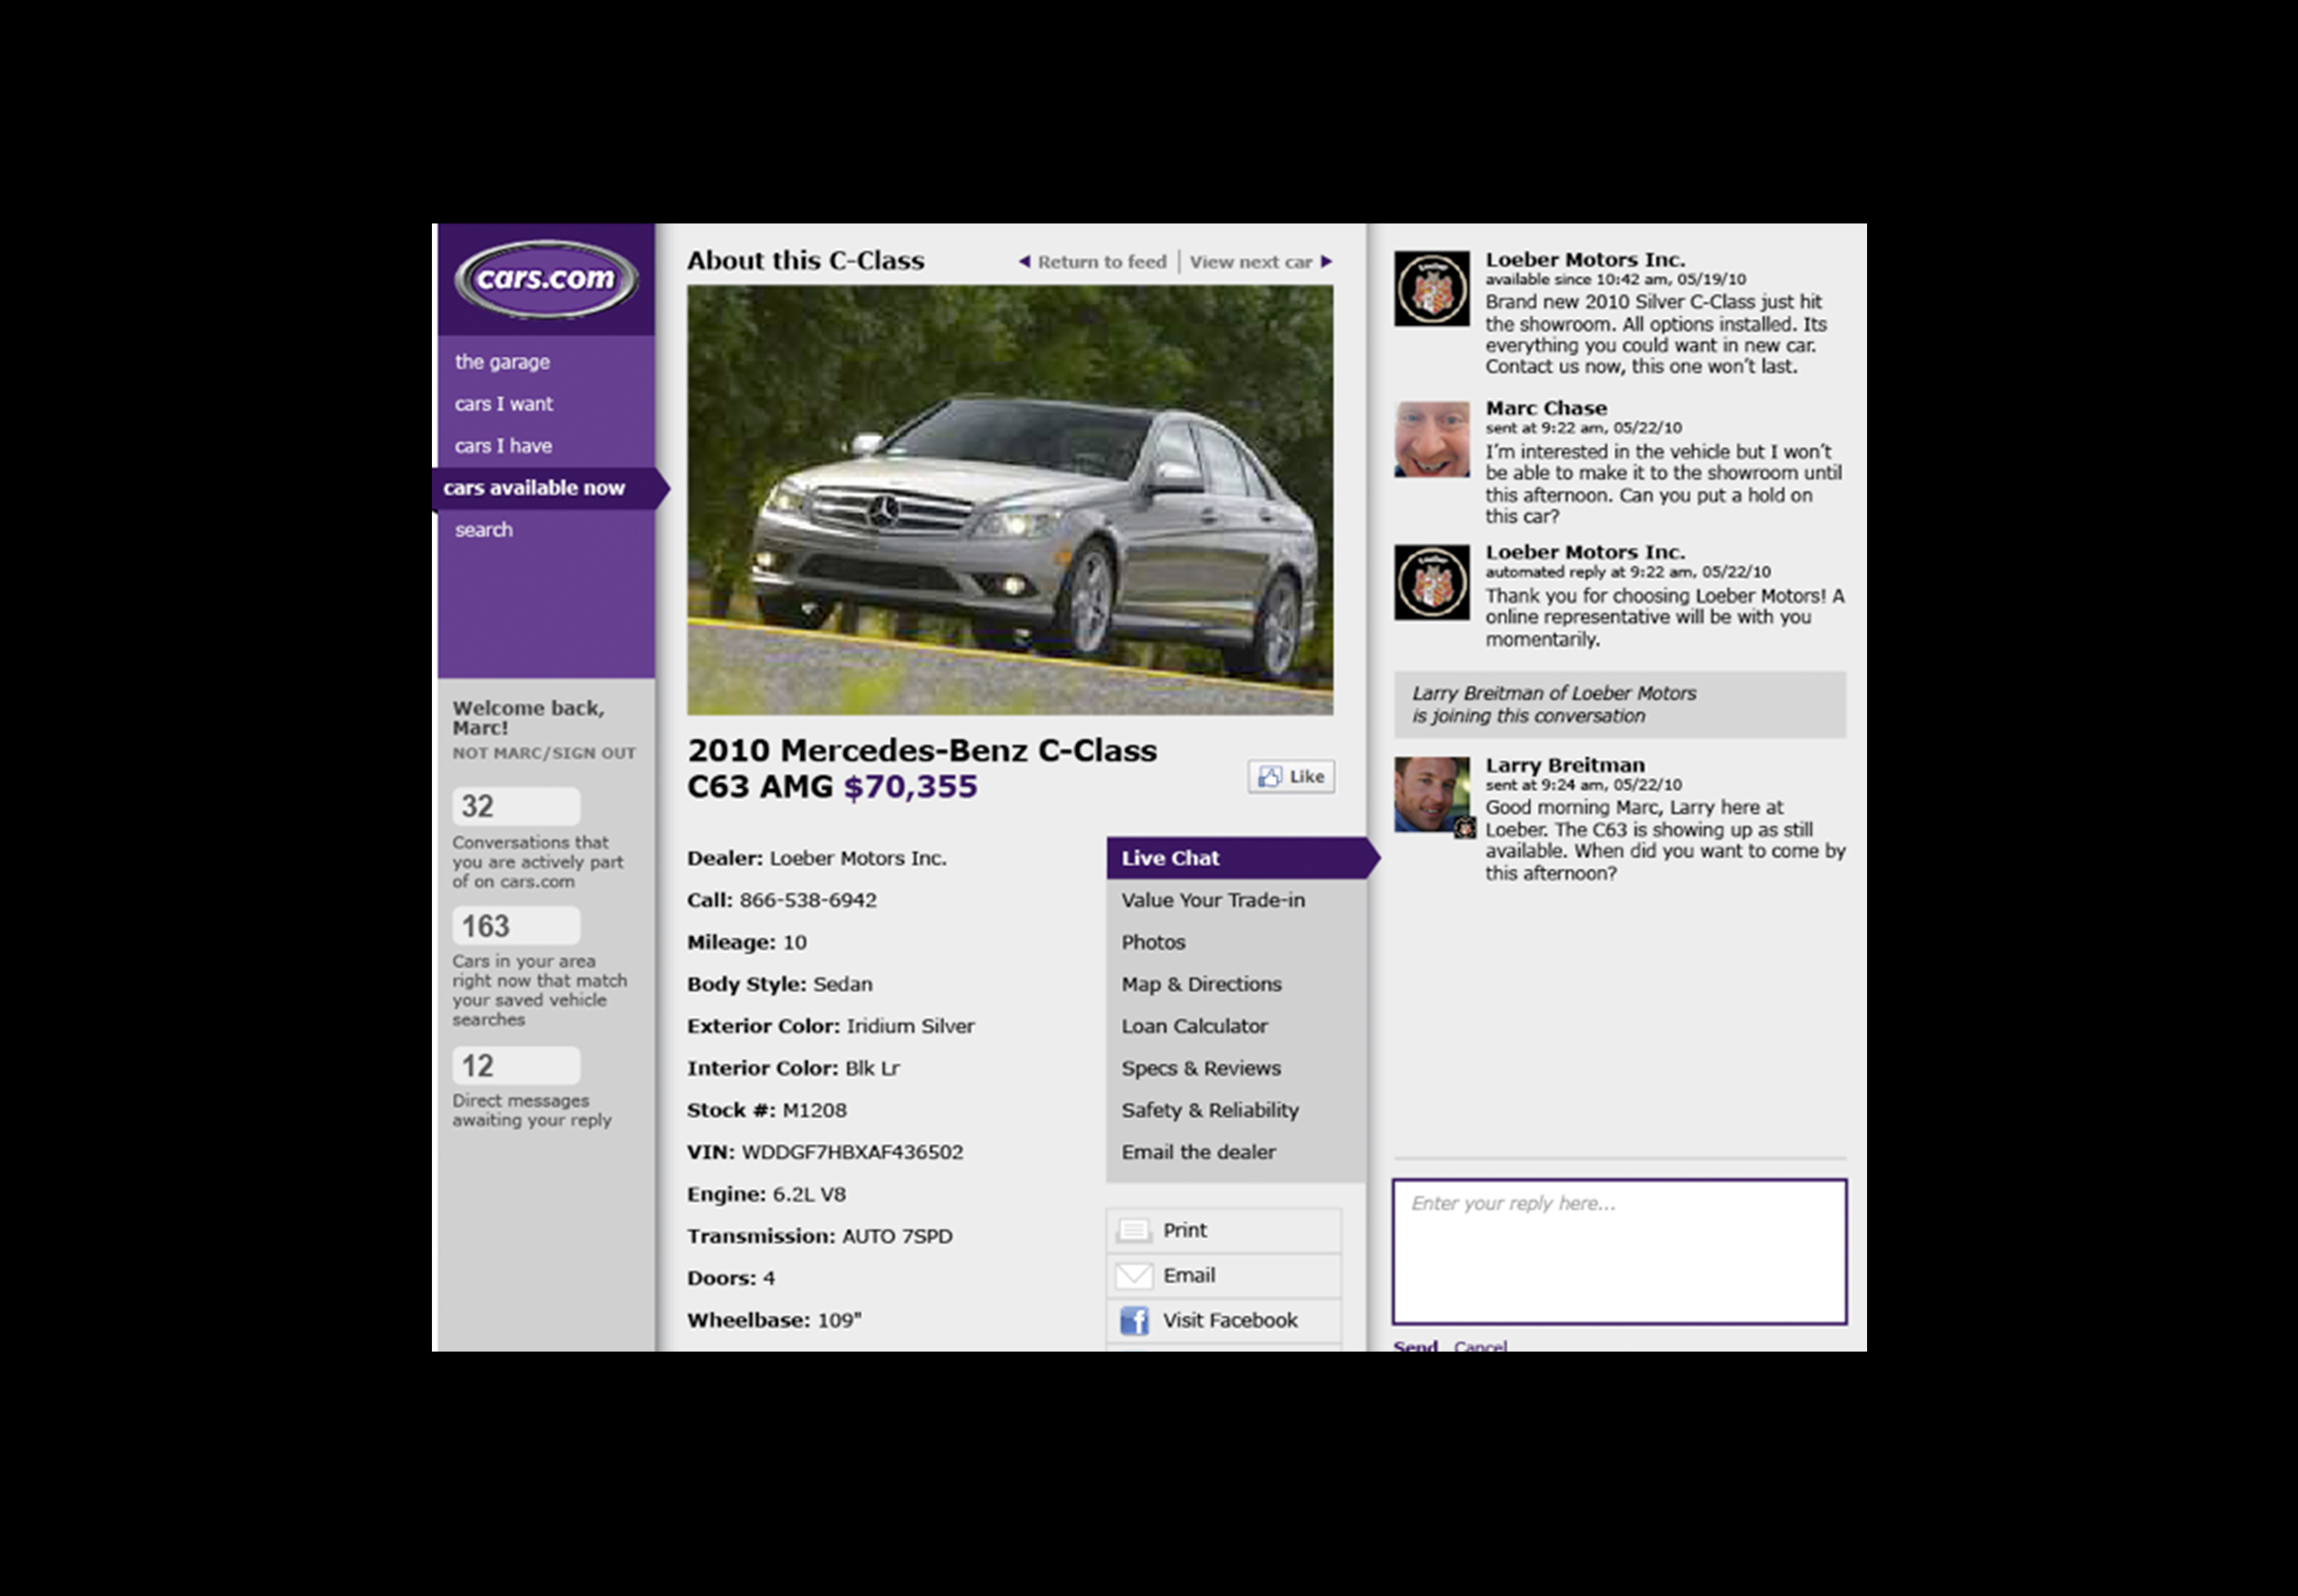 cars.com
the garage
cars I want
cars I have
cars available now
search
Welcome back,
Marc!
NOT MARC/SIGN OUT
32
Conversations that
you are actively part
of on cars.com
163
Cars in your area
right now that match
your saved vehicle
searches
12
Direct messages
awaiting your reply
About this C-Class
Return to feed | View next car
2010 Mercedes-Benz C-Class
C63 AMG $70,355
Like
Dealer: Loeber Motors Inc.
Call: 866-538-6942
Mileage: 10
Body Style: Sedan
Exterior Color: Iridium Silver
Interior Color: Blk Lr
Stock #: M1208
VIN: WDDGF7HBXAF436502
Engine: 6.2L V8
Transmission: AUTO 7SPD
Doors: 4
Wheelbase: 109"
Live Chat
Value Your Trade-in
Photos
Map & Directions
Loan Calculator
Specs & Reviews
Safety & Reliability
Email the dealer
Print
Email
Visit Facebook
Loeber
Loeber Motors Inc.
available since 10:42 am, 05/19/10
Brand new 2010 Silver C-Class just hit
the showroom. All options installed. Its
everything you could want in new car.
Contact us now, this one won't last.
Marc Chase
sent at 9:22 am, 05/22/10
I'm interested in the vehicle but I won't
be able to make it to the showroom until
this afternoon. Can you put a hold on
this car?
Loeber
Loeber Motors Inc.
automated reply at 9:22 am, 05/22/10
Thank you for choosing Loeber Motors! A
online representative will be with you
momentarily.
Larry Breitman of Loeber Motors
is joining this conversation
Larry Breitman
sent at 9:24 am, 05/22/10
Good morning Marc, Larry here at
Loeber. The C63 is showing up as still
available. When did you want to come by
this afternoon?
Enter your reply here...
Send Cancel